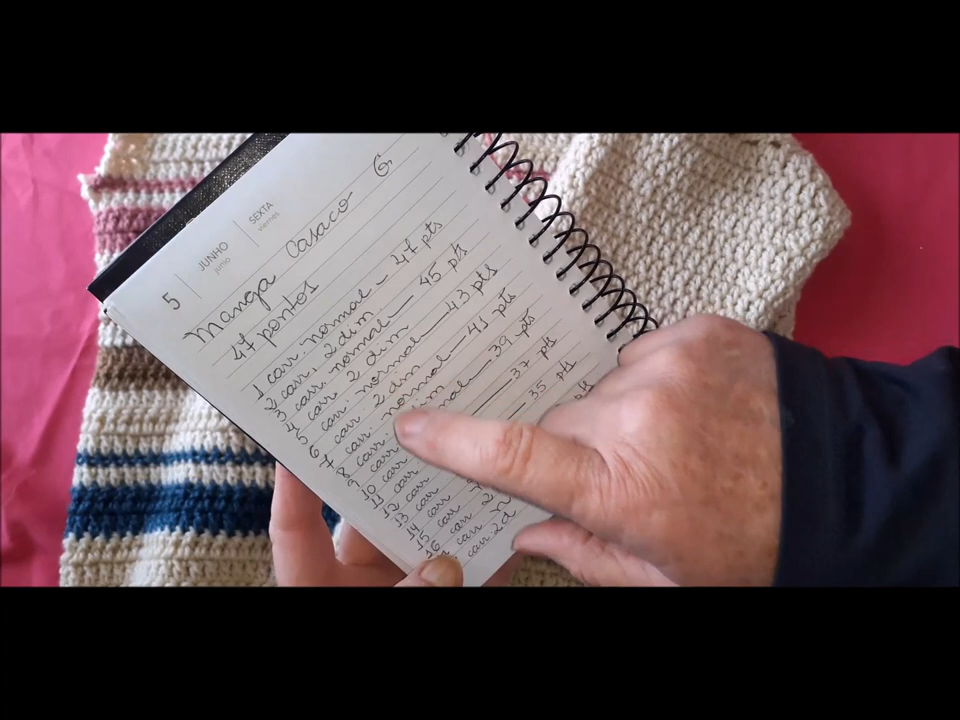 5 JUNHO SEXTA
junio viernes
Manga Casaco G
47 pontos
1 carr. normal — 47 pts
2 carr. 2 dim
3 carr. normal — 45 pts
4 carr 2 dim
5 carr. normal — 43 pts
6 carr 2 dim
7 carr. normal — 41 pts
8 carr.
9 carr — 39 pts
10 carr
11 carr — 37 pts
12 carr
13 carr — 35 pts
14 carr
15 carr pts
16 carr 2
carr. 2 d